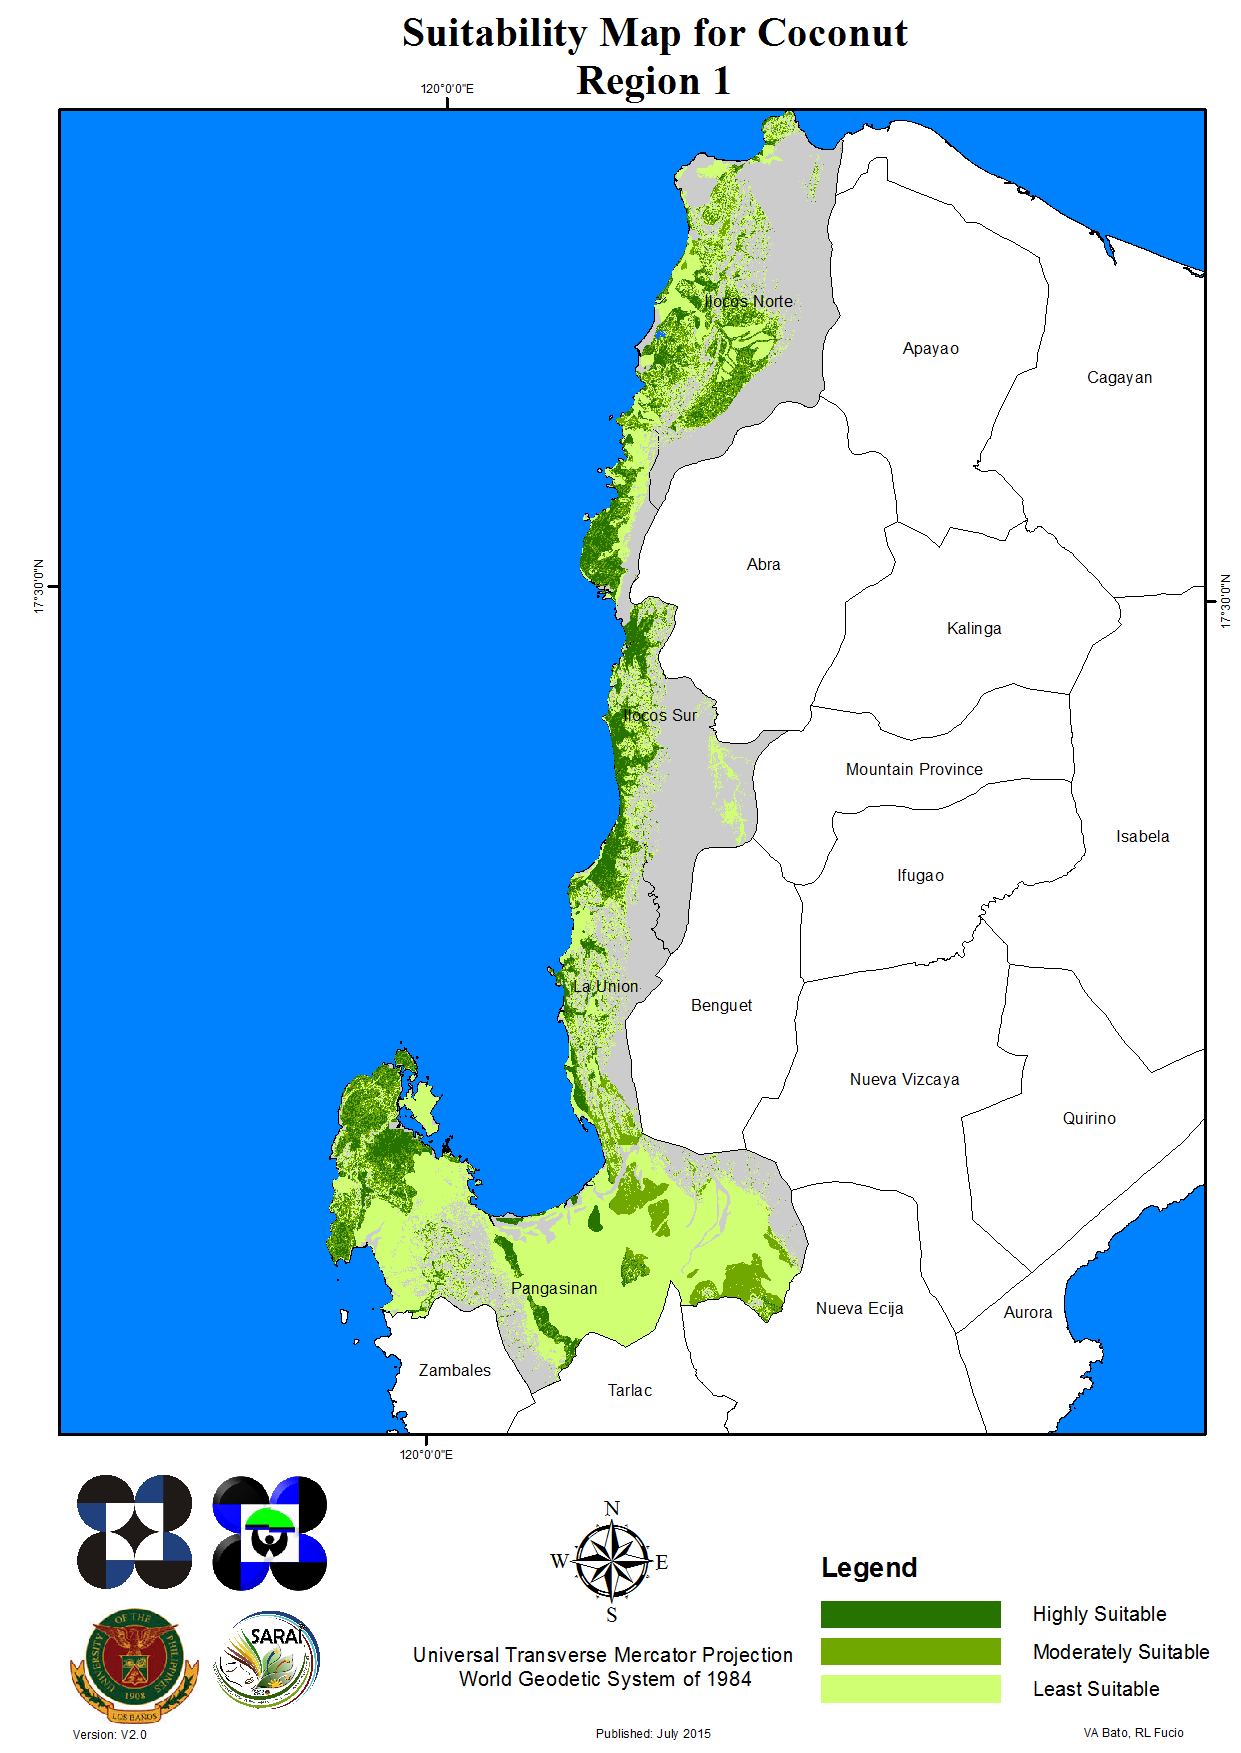 Suitability Map for Coconut
Region 1
120°0'0"E
Ilocos Norte
Apayao
Cagayan
Abra
17°30'0"N
17°30'0"N
Kalinga
Ilocos Sur
Mountain Province
Isabela
Ifugao
La Union
Benguet
Nueva Vizcaya
Quirino
Pangasinan
Nueva Ecija
Aurora
Zambales
Tarlac
120°0'0"E
N
W E
S
Legend
Highly Suitable
Moderately Suitable
Least Suitable
UNIVERSITY OF THE PHILIPPINES
1908
LOS BAÑOS
SARAI
Universal Transverse Mercator Projection
World Geodetic System of 1984
Version: V2.0
Published: July 2015
VA Bato, RL Fucio